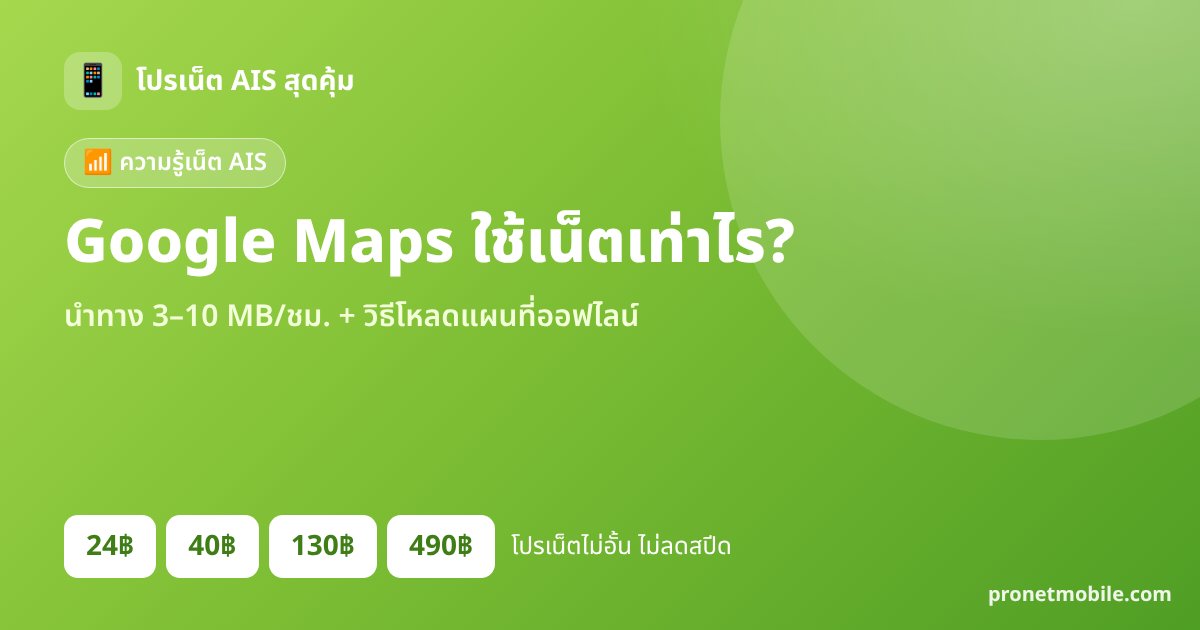 โปรเน็ต AIS สุดคุ้ม
ความรู้เน็ต AIS
Google Maps ใช้เน็ตเท่าไร?
นำทาง 3–10 MB/ชม. + วิธีโหลดแผนที่ออฟไลน์
24฿ 40฿ 130฿ 490฿ โปรเน็ตไม่อั้น ไม่ลดสปีด
pronetmobile.com